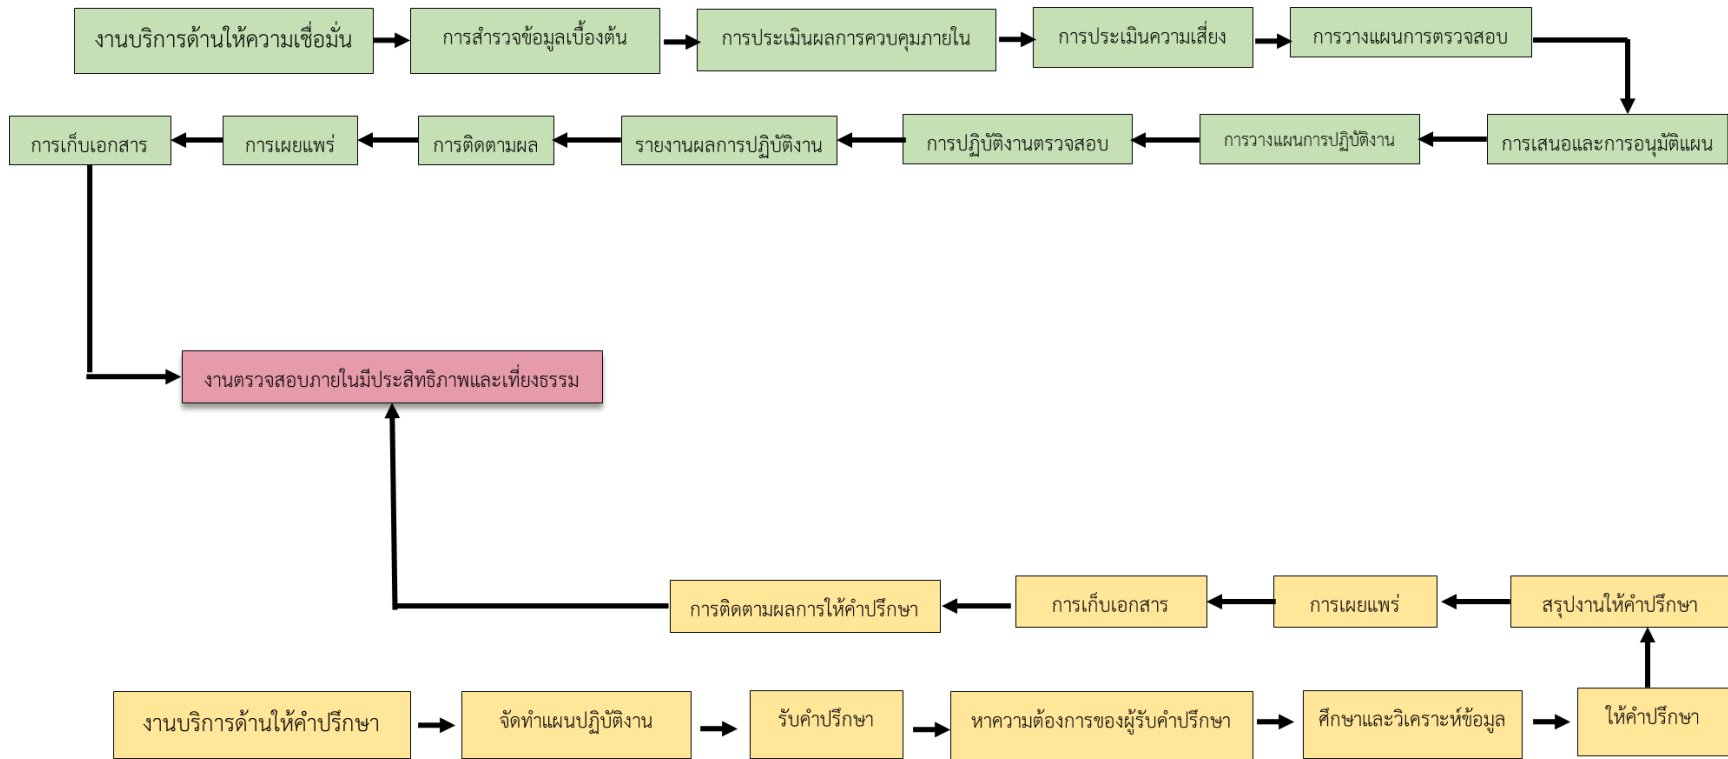 งานบริการด้านให้ความเชื่อมั่น
การสำรวจข้อมูลเบื้องต้น
การประเมินผลการควบคุมภายใน
การประเมินความเสี่ยง
การวางแผนการตรวจสอบ
การเสนอและการอนุมัติแผน
การวางแผนการปฏิบัติงาน
การปฏิบัติงานตรวจสอบ
รายงานผลการปฏิบัติงาน
การติดตามผล
การเผยแพร่
การเก็บเอกสาร
งานตรวจสอบภายในมีประสิทธิภาพและเที่ยงธรรม
งานบริการด้านให้คำปรึกษา
จัดทำแผนปฏิบัติงาน
รับคำปรึกษา
หาความต้องการของผู้รับคำปรึกษา
ศึกษาและวิเคราะห์ข้อมูล
ให้คำปรึกษา
สรุปงานให้คำปรึกษา
การเผยแพร่
การเก็บเอกสาร
การติดตามผลการให้คำปรึกษา